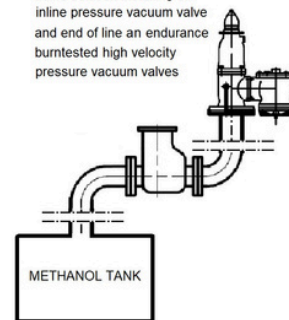 inline pressure vacuum valve
and end of line an endurance
burntested high velocity
pressure vacuum valves
METHANOL TANK